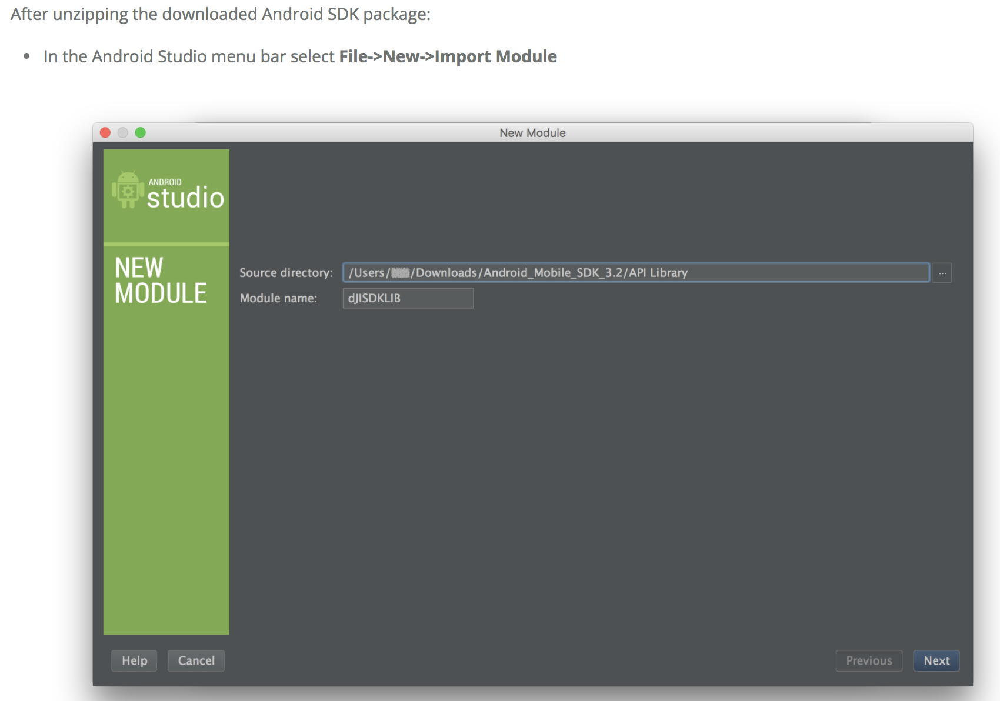 After unzipping the downloaded Android SDK package:
• In the Android Studio menu bar select File->New->Import Module
New Module
ANDROID
studio
NEW
MODULE
Source directory: /Users/ /Downloads/Android_Mobile_SDK_3.2/API Library ...
Module name: dJISDKLIB
Help Cancel Previous Next